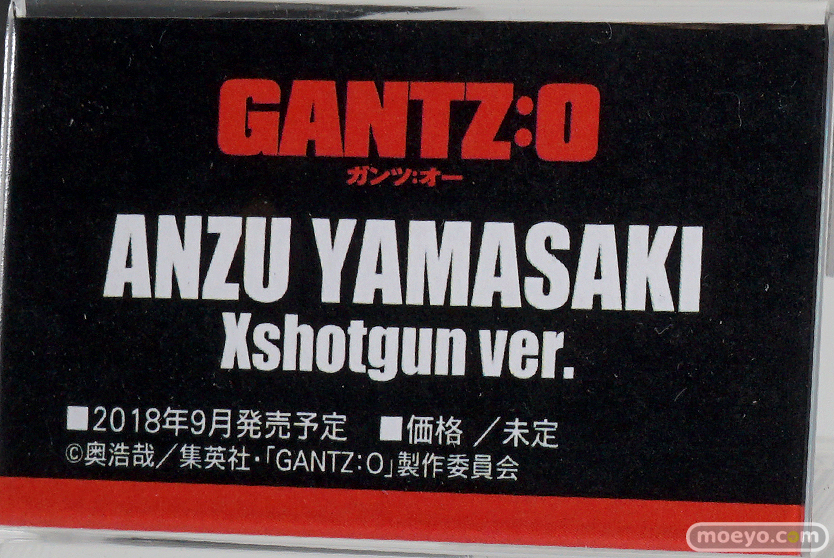 GANTZ:O
ガンツ:オー
ANZU YAMASAKI
Xshotgun ver.
■2018年9月発売予定　■価格 ／未定
©奥浩哉／集英社・「GANTZ:O」製作委員会
moeyo.com